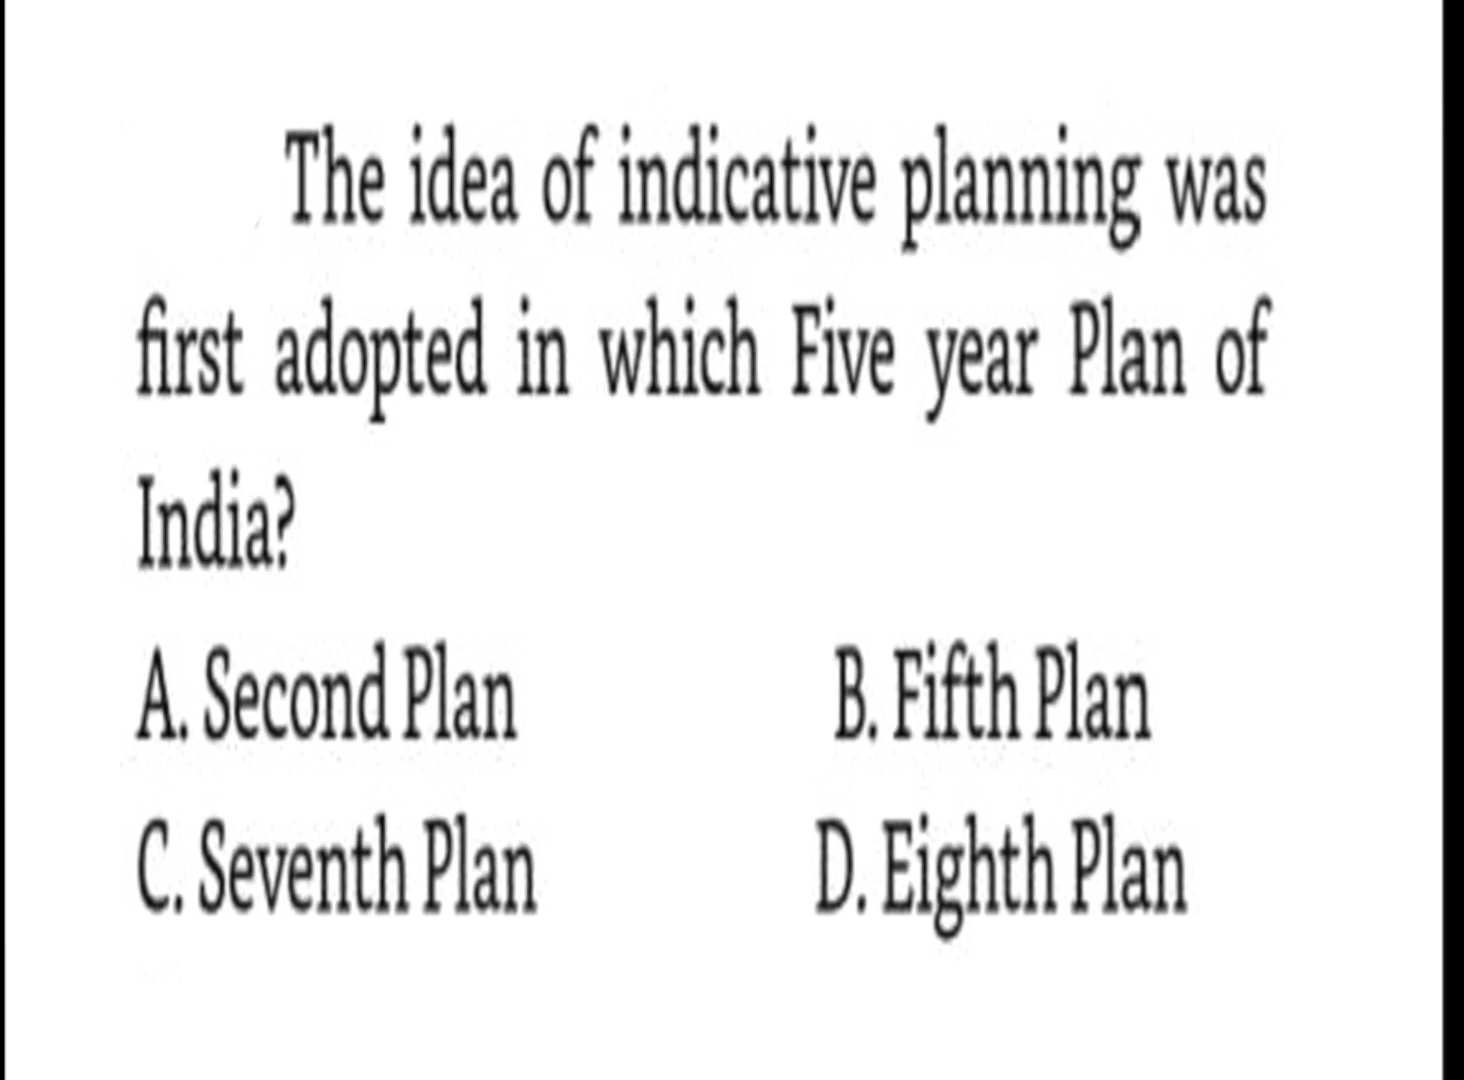 The idea of indicative planning was
first adopted in which Five year Plan of
India?
A. Second Plan B. Fifth Plan
C. Seventh Plan D. Eighth Plan